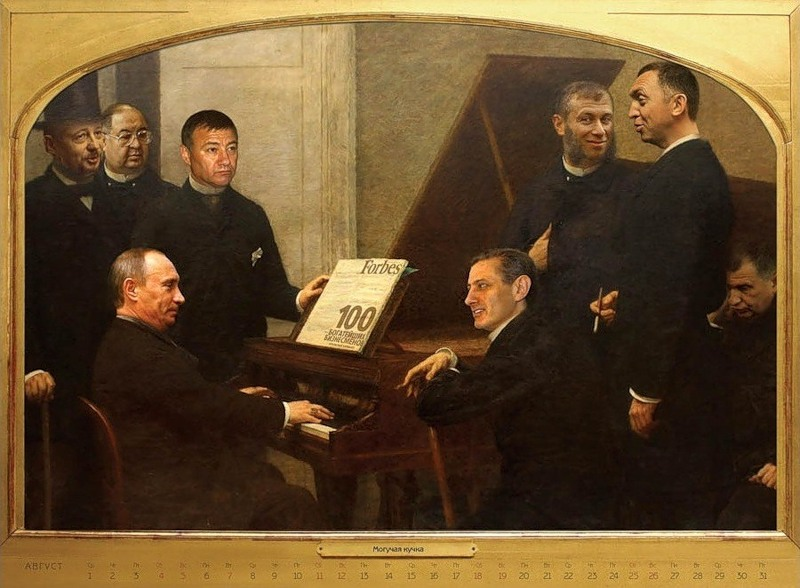 Forbes
100
БОГАТЕЙШИХ
БИЗНЕСМЕНОВ
Могучая кучка
АВГУСТ 1 2 3 4 5 6 7 8 9 10 11 12 13 14 15 16 17 18 19 20 21 22 23 24 25 26 27 28 29 30 31